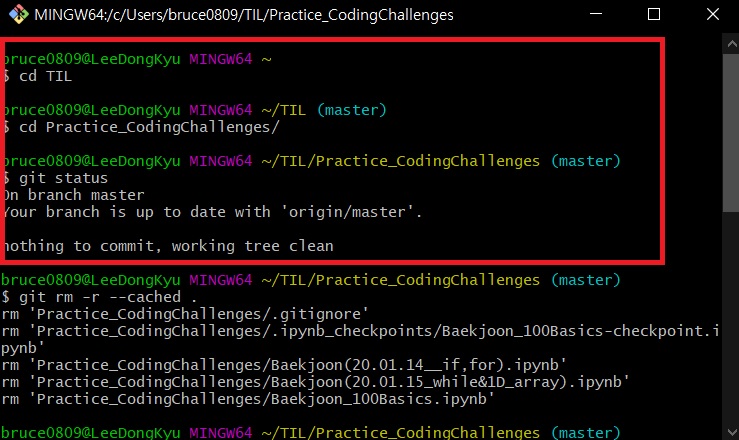 MINGW64:/c/Users/bruce0809/TIL/Practice_CodingChallenges
bruce0809@LeeDongKyu MINGW64 ~
$ cd TIL
bruce0809@LeeDongKyu MINGW64 ~/TIL (master)
$ cd Practice_CodingChallenges/
bruce0809@LeeDongKyu MINGW64 ~/TIL/Practice_CodingChallenges (master)
$ git status
On branch master
Your branch is up to date with 'origin/master'.
nothing to commit, working tree clean
bruce0809@LeeDongKyu MINGW64 ~/TIL/Practice_CodingChallenges (master)
$ git rm -r --cached .
rm 'Practice_CodingChallenges/.gitignore'
rm 'Practice_CodingChallenges/.ipynb_checkpoints/Baekjoon_100Basics-checkpoint.i
pynb'
rm 'Practice_CodingChallenges/Baekjoon(20.01.14__if,for).ipynb'
rm 'Practice_CodingChallenges/Baekjoon(20.01.15_while&1D_array).ipynb'
rm 'Practice_CodingChallenges/Baekjoon_100Basics.ipynb'
bruce0809@LeeDongKyu MINGW64 ~/TIL/Practice_CodingChallenges (master)